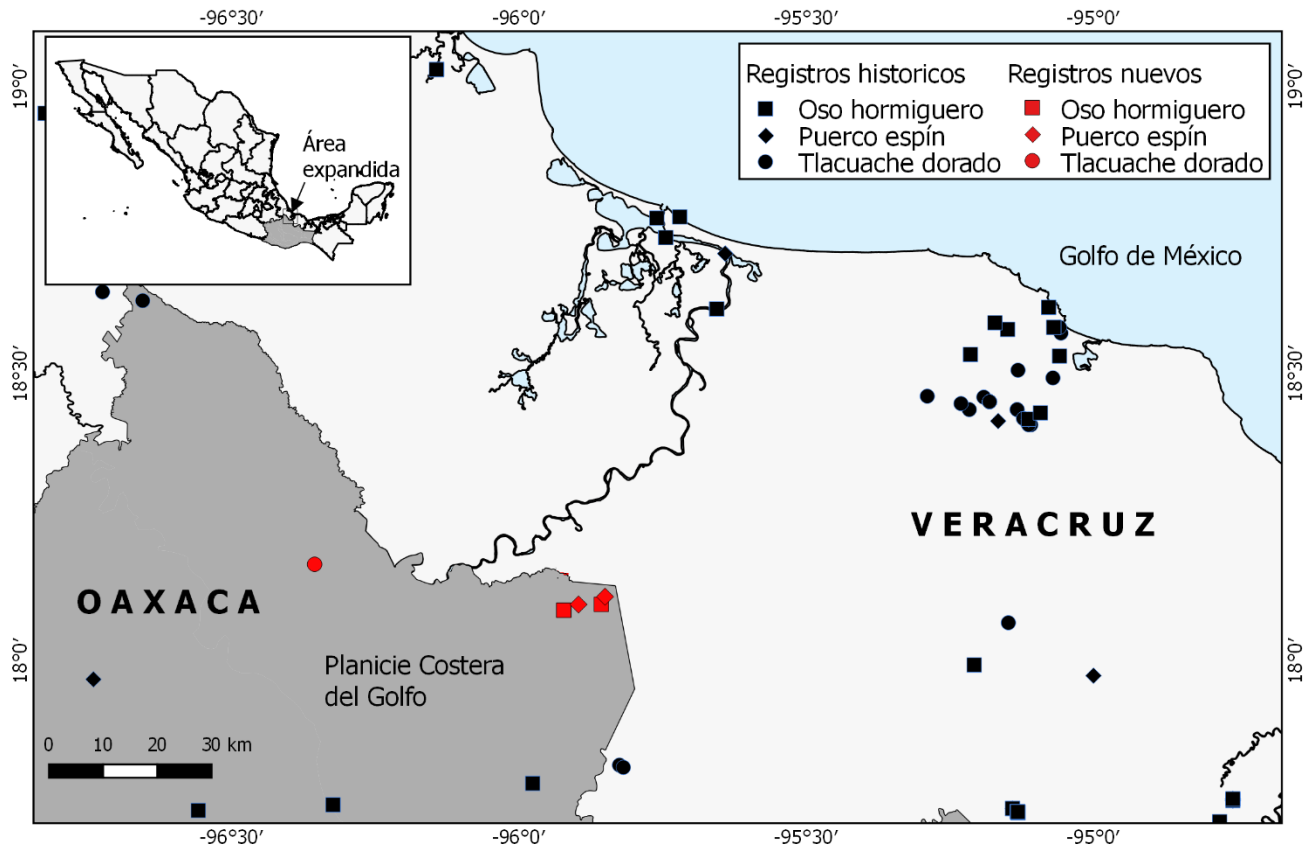 -96°30′ -96°0′ -95°30′ -95°0′
19°0′ 19°0′
Área
expandida
Registros historicos Registros nuevos
Oso hormiguero Oso hormiguero
Puerco espín Puerco espín
Tlacuache dorado Tlacuache dorado
Golfo de México
18°30′ 18°30′
VERACRUZ
OAXACA
18°0′ 18°0′
Planicie Costera
del Golfo
0 10 20 30 km
-96°30′ -96°0′ -95°30′ -95°0′